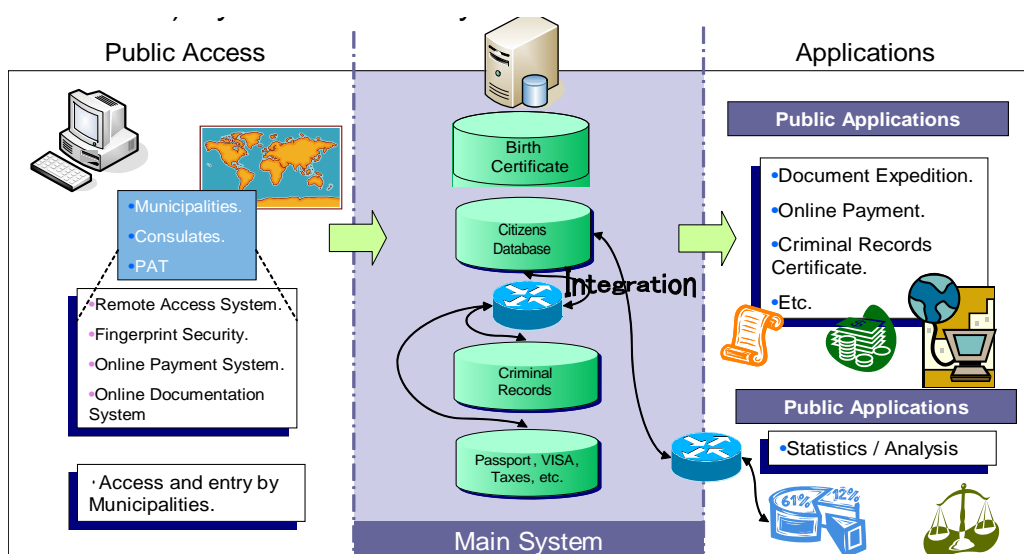 Public Access
Applications
Birth
Certificate
Citizens
Database
Integration
Criminal
Records
Passport, VISA,
Taxes, etc.
Main System
•Municipalities.
•Consulates.
•PAT
•Remote Access System.
•Fingerprint Security.
•Online Payment System.
•Online Documentation
System
·Access and entry by
Municipalities.
Public Applications
•Document Expedition.
•Online Payment.
•Criminal Records
Certificate.
•Etc.
Public Applications
•Statistics / Analysis
61%
12%